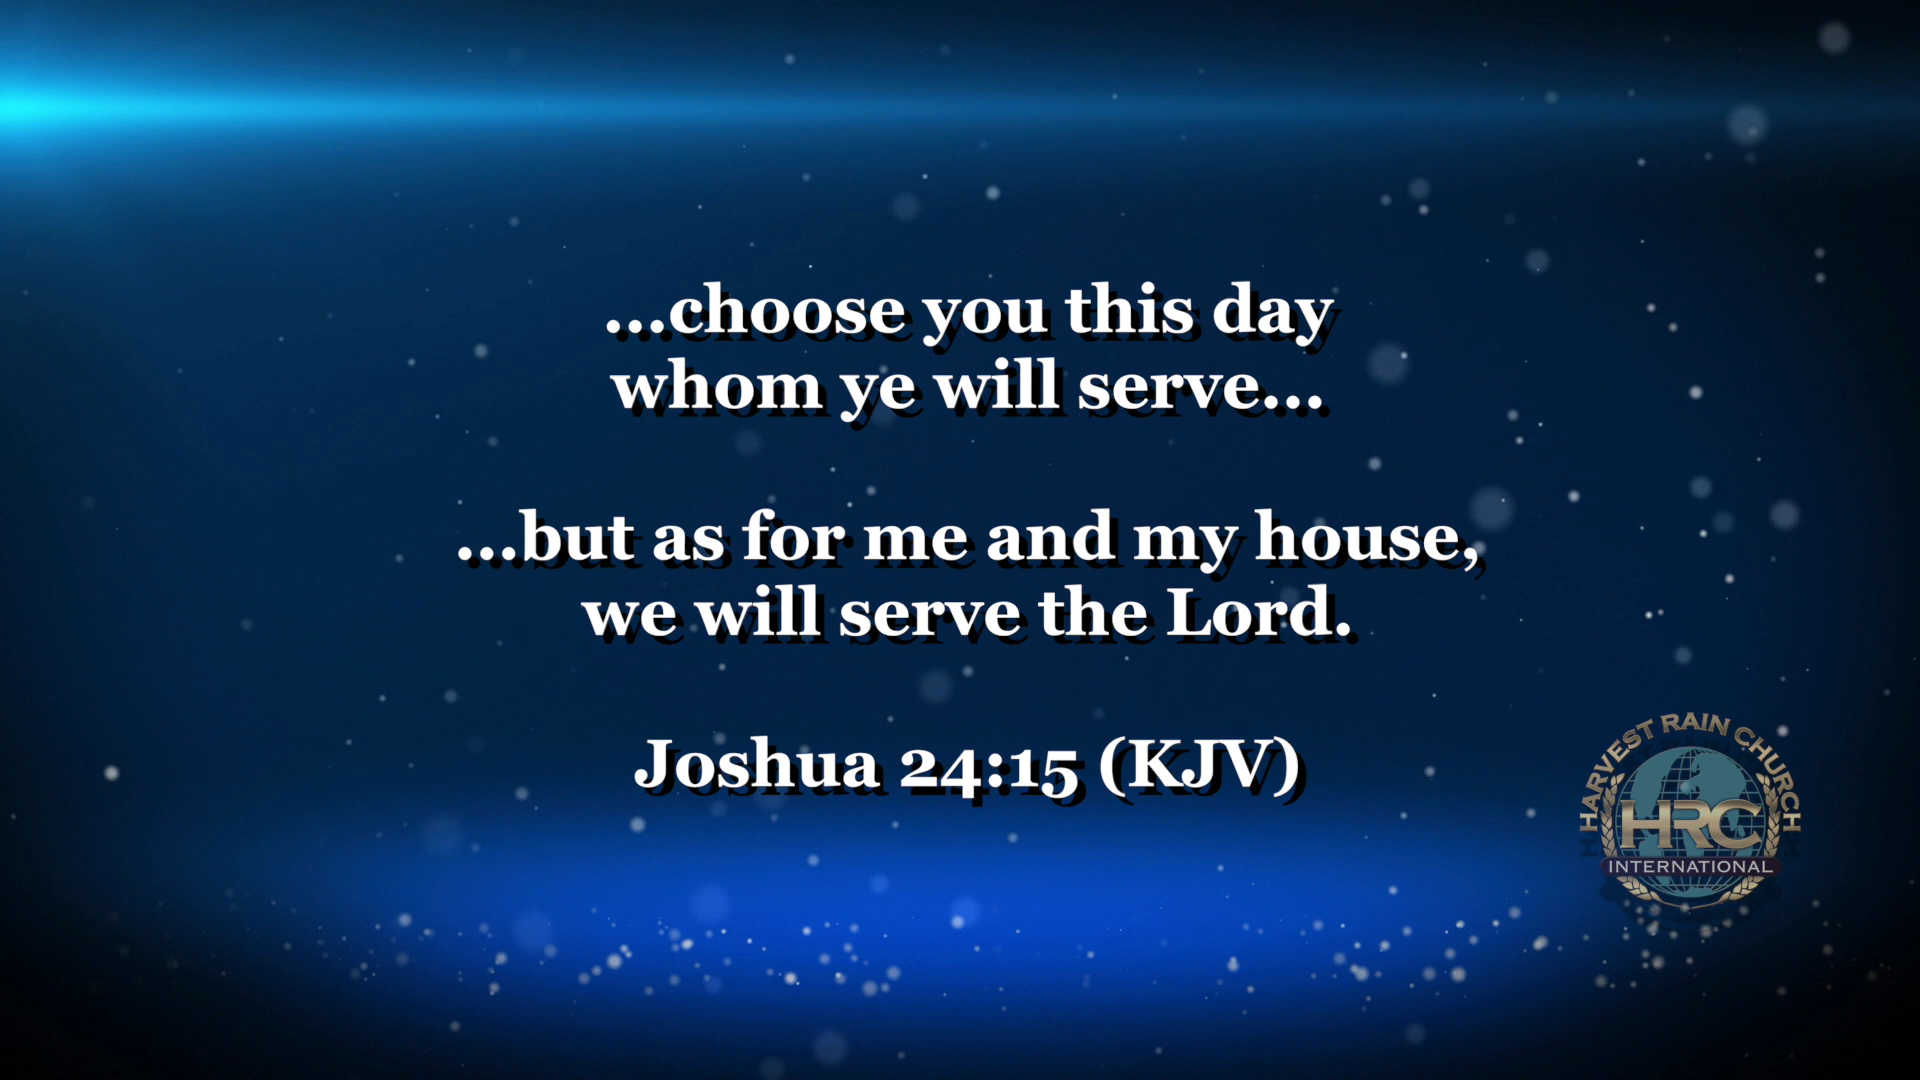 ...choose you this day
whom ye will serve...
...but as for me and my house,
we will serve the Lord.
Joshua 24:15 (KJV)
HARVEST RAIN CHURCH
HRC
INTERNATIONAL